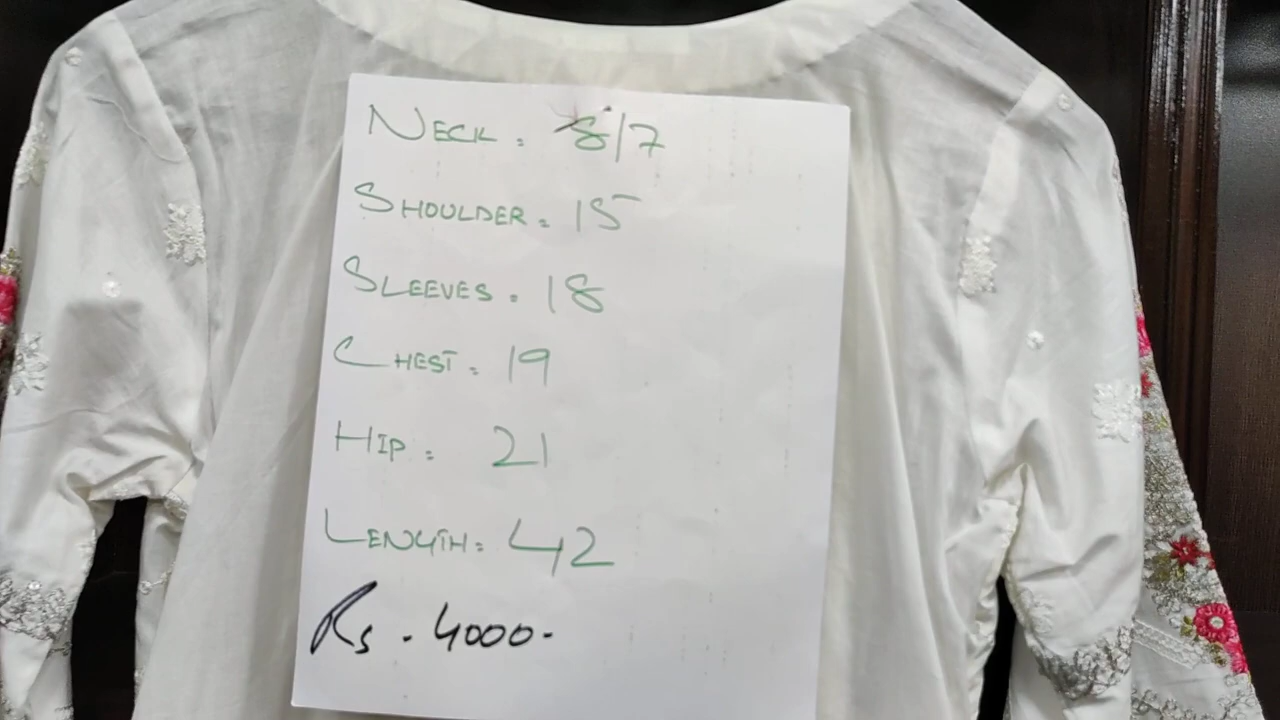 NECK = 8/7
SHOULDER = 15
SLEEVES = 18
CHEST = 19
HIP = 21
LENGTH = 42
Rs. 4000-